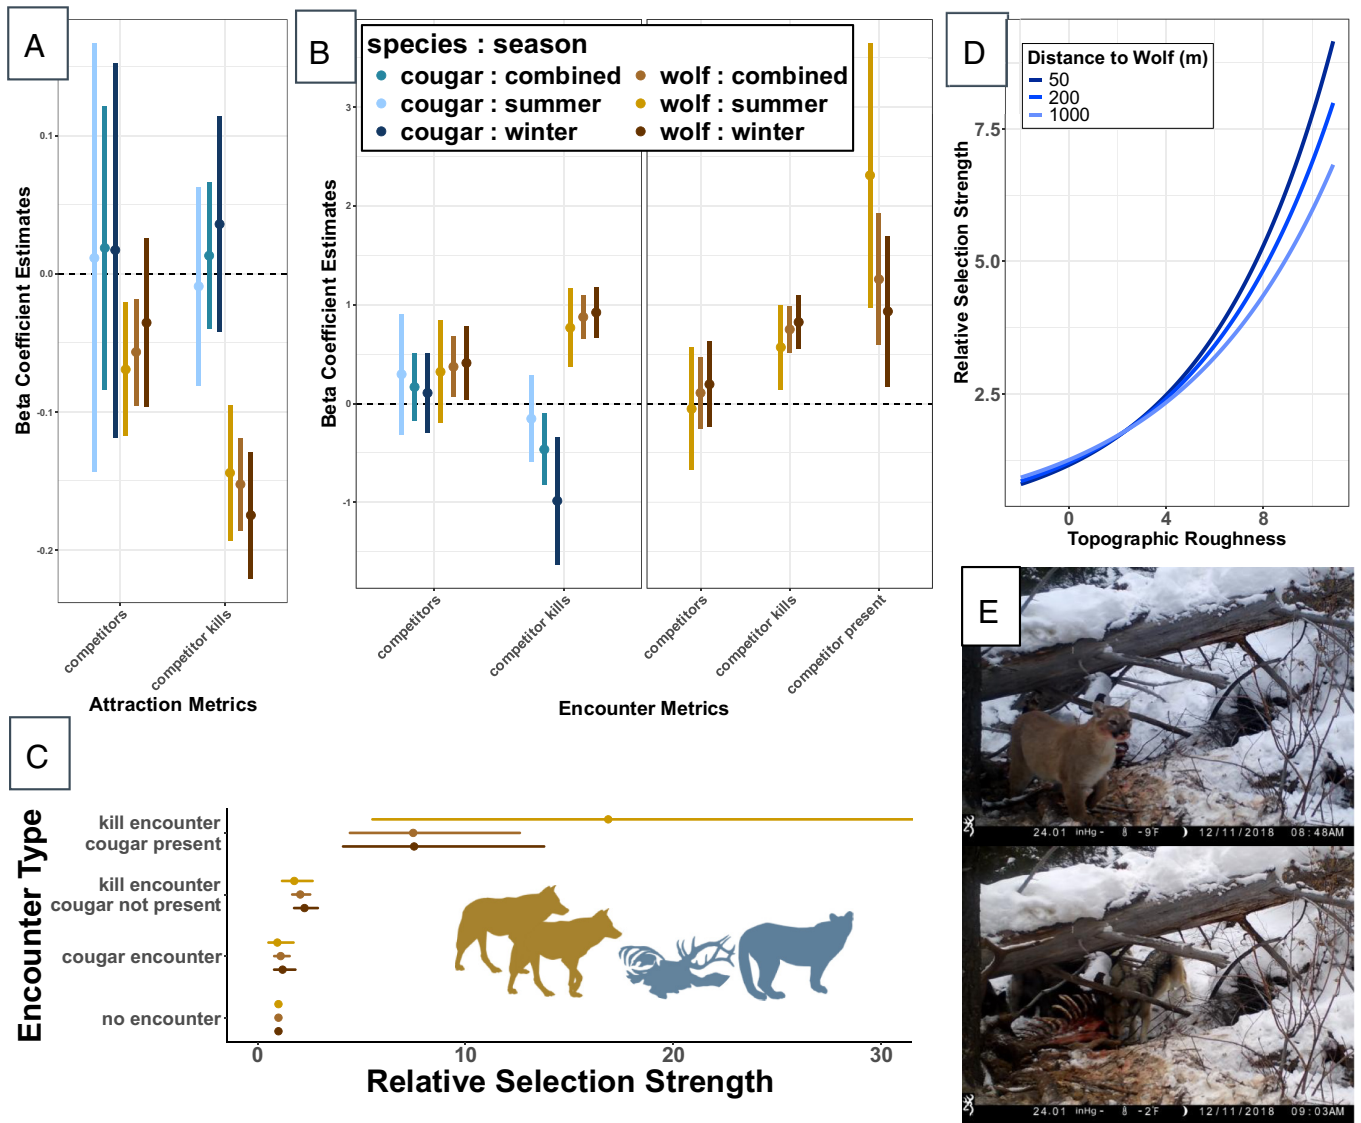 A
0.1
0.0
-0.1
-0.2
Beta Coefficient Estimates
competitors
competitor kills
Attraction Metrics
B
species : season
cougar : combined
wolf : combined
cougar : summer
wolf : summer
cougar : winter
wolf : winter
3
2
1
0
-1
Beta Coefficient Estimates
competitors
competitor kills
competitors
competitor kills
competitor present
Encounter Metrics
C
Encounter Type
kill encounter
cougar present
kill encounter
cougar not present
cougar encounter
no encounter
0
10
20
30
Relative Selection Strength
D
Distance to Wolf (m)
50
200
1000
7.5
5.0
2.5
Relative Selection Strength
0
4
8
Topographic Roughness
E
24.01 inHg- 8 -9°F 12/11/2018 08:48AM
24.01 inHg- 8 -2°F 12/11/2018 09:03AM